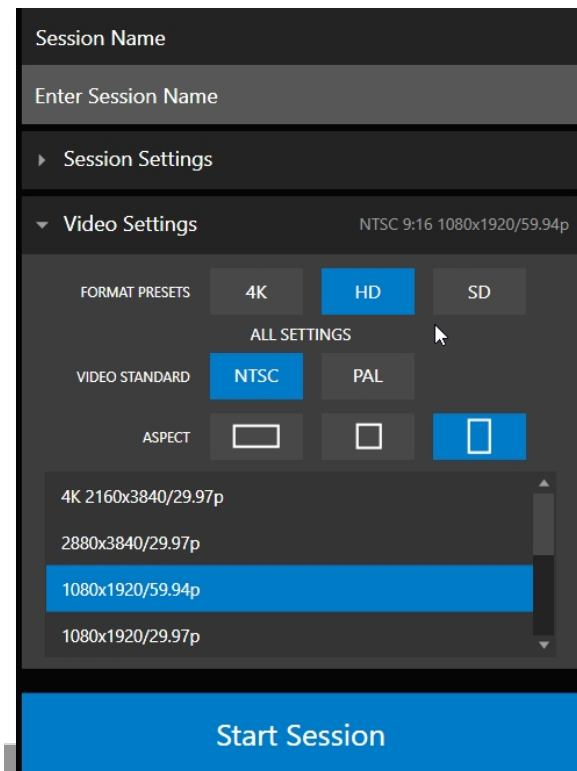 Session Name
Enter Session Name
Session Settings
Video Settings NTSC 9:16 1080x1920/59.94p
FORMAT PRESETS 4K HD SD
ALL SETTINGS
VIDEO STANDARD NTSC PAL
ASPECT
4K 2160x3840/29.97p
2880x3840/29.97p
1080x1920/59.94p
1080x1920/29.97p
Start Session